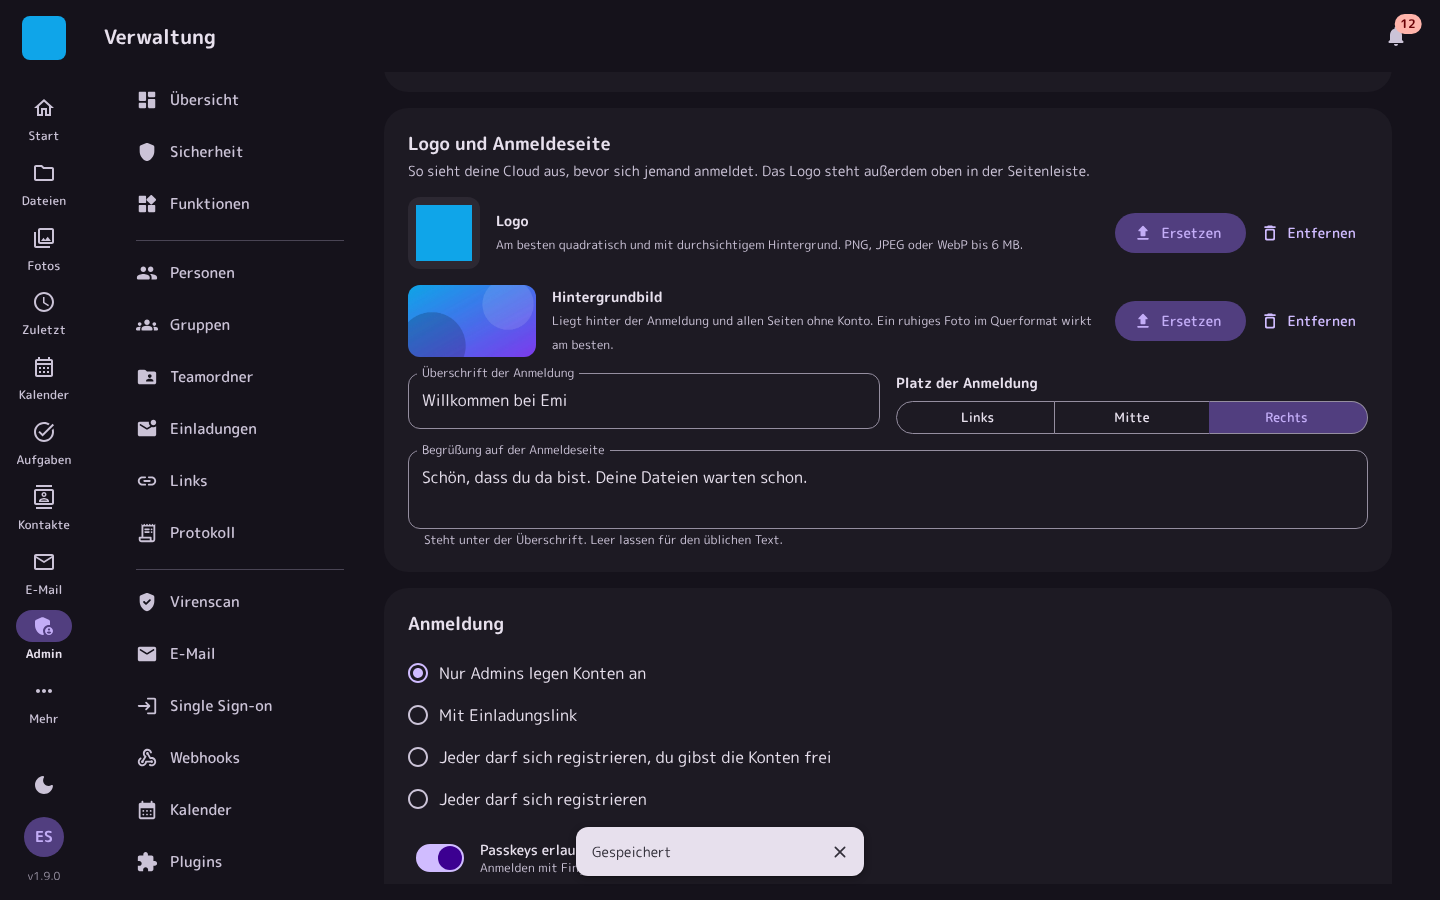 Verwaltung
12
Start
Dateien
Fotos
Zuletzt
Kalender
Aufgaben
Kontakte
E-Mail
Admin
Mehr
ES
v1.9.0
Übersicht
Sicherheit
Funktionen
Personen
Gruppen
Teamordner
Einladungen
Links
Protokoll
Virenscan
E-Mail
Single Sign-on
Webhooks
Kalender
Plugins
Logo und Anmeldeseite
So sieht deine Cloud aus, bevor sich jemand anmeldet. Das Logo steht außerdem oben in der Seitenleiste.
Logo
Am besten quadratisch und mit durchsichtigem Hintergrund. PNG, JPEG oder WebP bis 6 MB.
Ersetzen
Entfernen
Hintergrundbild
Liegt hinter der Anmeldung und allen Seiten ohne Konto. Ein ruhiges Foto im Querformat wirkt
am besten.
Ersetzen
Entfernen
Überschrift der Anmeldung
Willkommen bei Emi
Platz der Anmeldung
Links
Mitte
Rechts
Begrüßung auf der Anmeldeseite
Schön, dass du da bist. Deine Dateien warten schon.
Steht unter der Überschrift. Leer lassen für den üblichen Text.
Anmeldung
Nur Admins legen Konten an
Mit Einladungslink
Jeder darf sich registrieren, du gibst die Konten frei
Jeder darf sich registrieren
Passkeys erlau
Anmelden mit Fin
Gespeichert